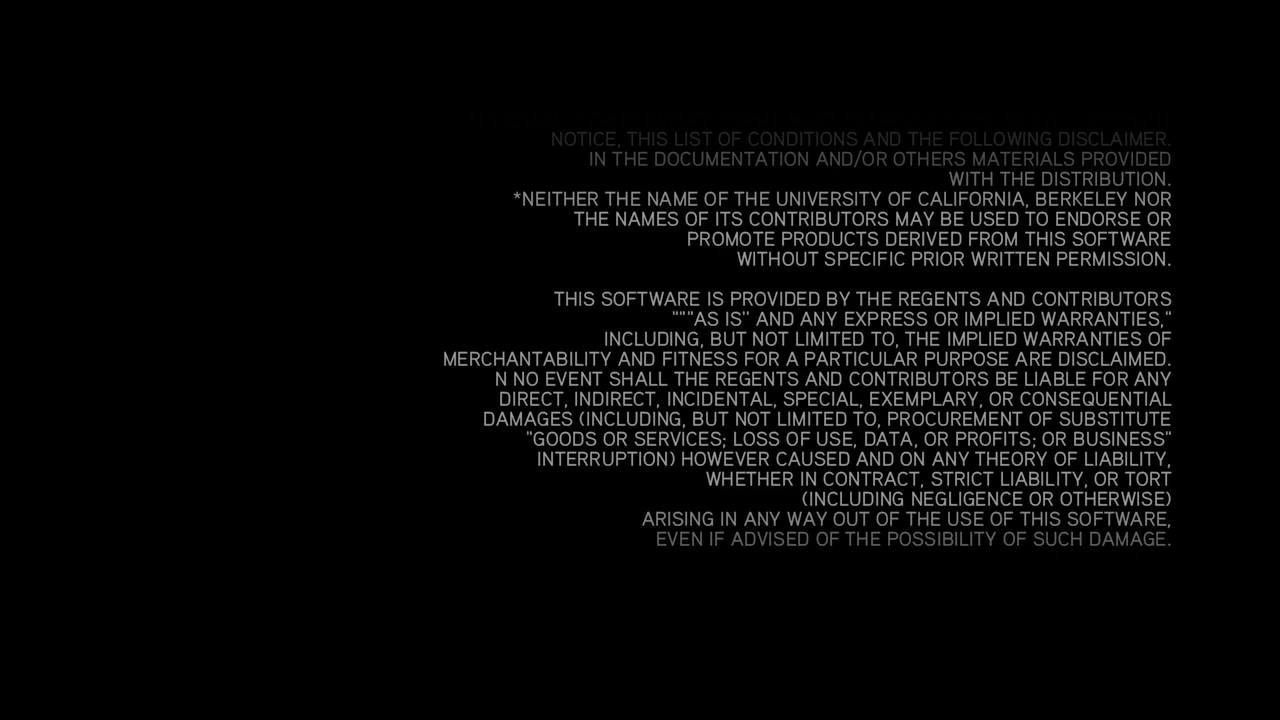 NOTICE, THIS LIST OF CONDITIONS AND THE FOLLOWING DISCLAIMER.
IN THE DOCUMENTATION AND/OR OTHERS MATERIALS PROVIDED
WITH THE DISTRIBUTION.
*NEITHER THE NAME OF THE UNIVERSITY OF CALIFORNIA, BERKELEY NOR
THE NAMES OF ITS CONTRIBUTORS MAY BE USED TO ENDORSE OR
PROMOTE PRODUCTS DERIVED FROM THIS SOFTWARE
WITHOUT SPECIFIC PRIOR WRITTEN PERMISSION.
THIS SOFTWARE IS PROVIDED BY THE REGENTS AND CONTRIBUTORS
"""AS IS'' AND ANY EXPRESS OR IMPLIED WARRANTIES,"
INCLUDING, BUT NOT LIMITED TO, THE IMPLIED WARRANTIES OF
MERCHANTABILITY AND FITNESS FOR A PARTICULAR PURPOSE ARE DISCLAIMED.
N NO EVENT SHALL THE REGENTS AND CONTRIBUTORS BE LIABLE FOR ANY
DIRECT, INDIRECT, INCIDENTAL, SPECIAL, EXEMPLARY, OR CONSEQUENTIAL
DAMAGES (INCLUDING, BUT NOT LIMITED TO, PROCUREMENT OF SUBSTITUTE
"GOODS OR SERVICES; LOSS OF USE, DATA, OR PROFITS; OR BUSINESS"
INTERRUPTION) HOWEVER CAUSED AND ON ANY THEORY OF LIABILITY,
WHETHER IN CONTRACT, STRICT LIABILITY, OR TORT
(INCLUDING NEGLIGENCE OR OTHERWISE)
ARISING IN ANY WAY OUT OF THE USE OF THIS SOFTWARE,
EVEN IF ADVISED OF THE POSSIBILITY OF SUCH DAMAGE.